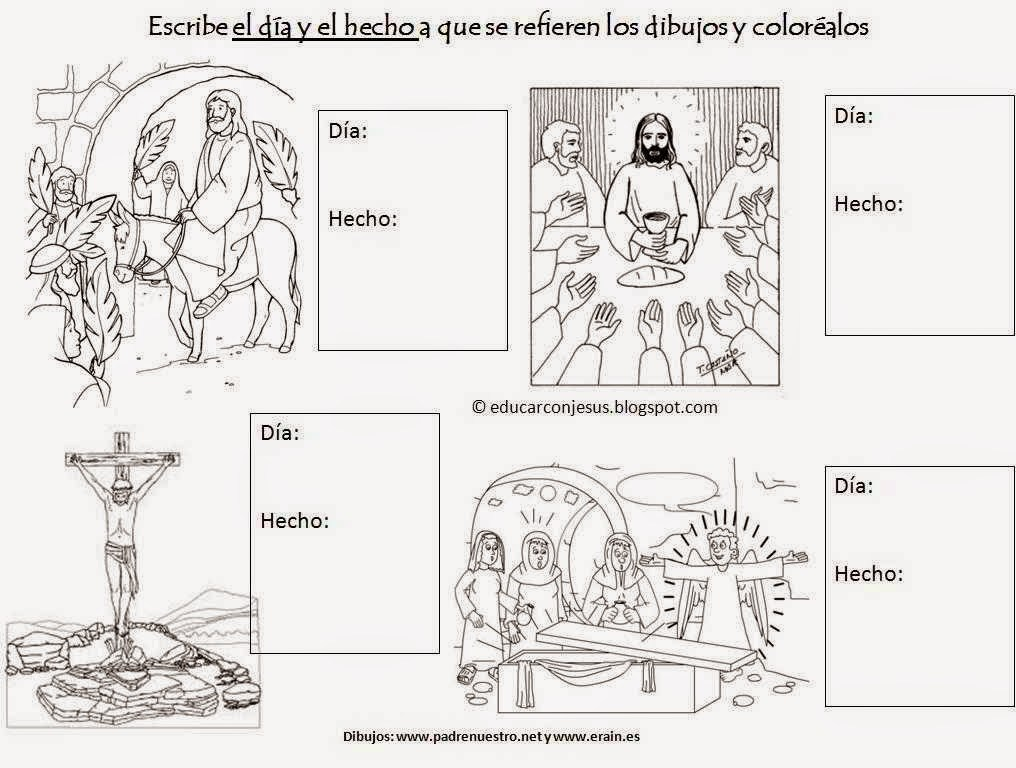 Escribe el día y el hecho a que se refieren los dibujos y coloréalos
Día:
Hecho:
Día:
Hecho:
T. CASTAÑO
© educarconjesus.blogspot.com
Día:
Hecho:
Día:
Hecho:
Dibujos: www.padrenuestro.net y www.erain.es